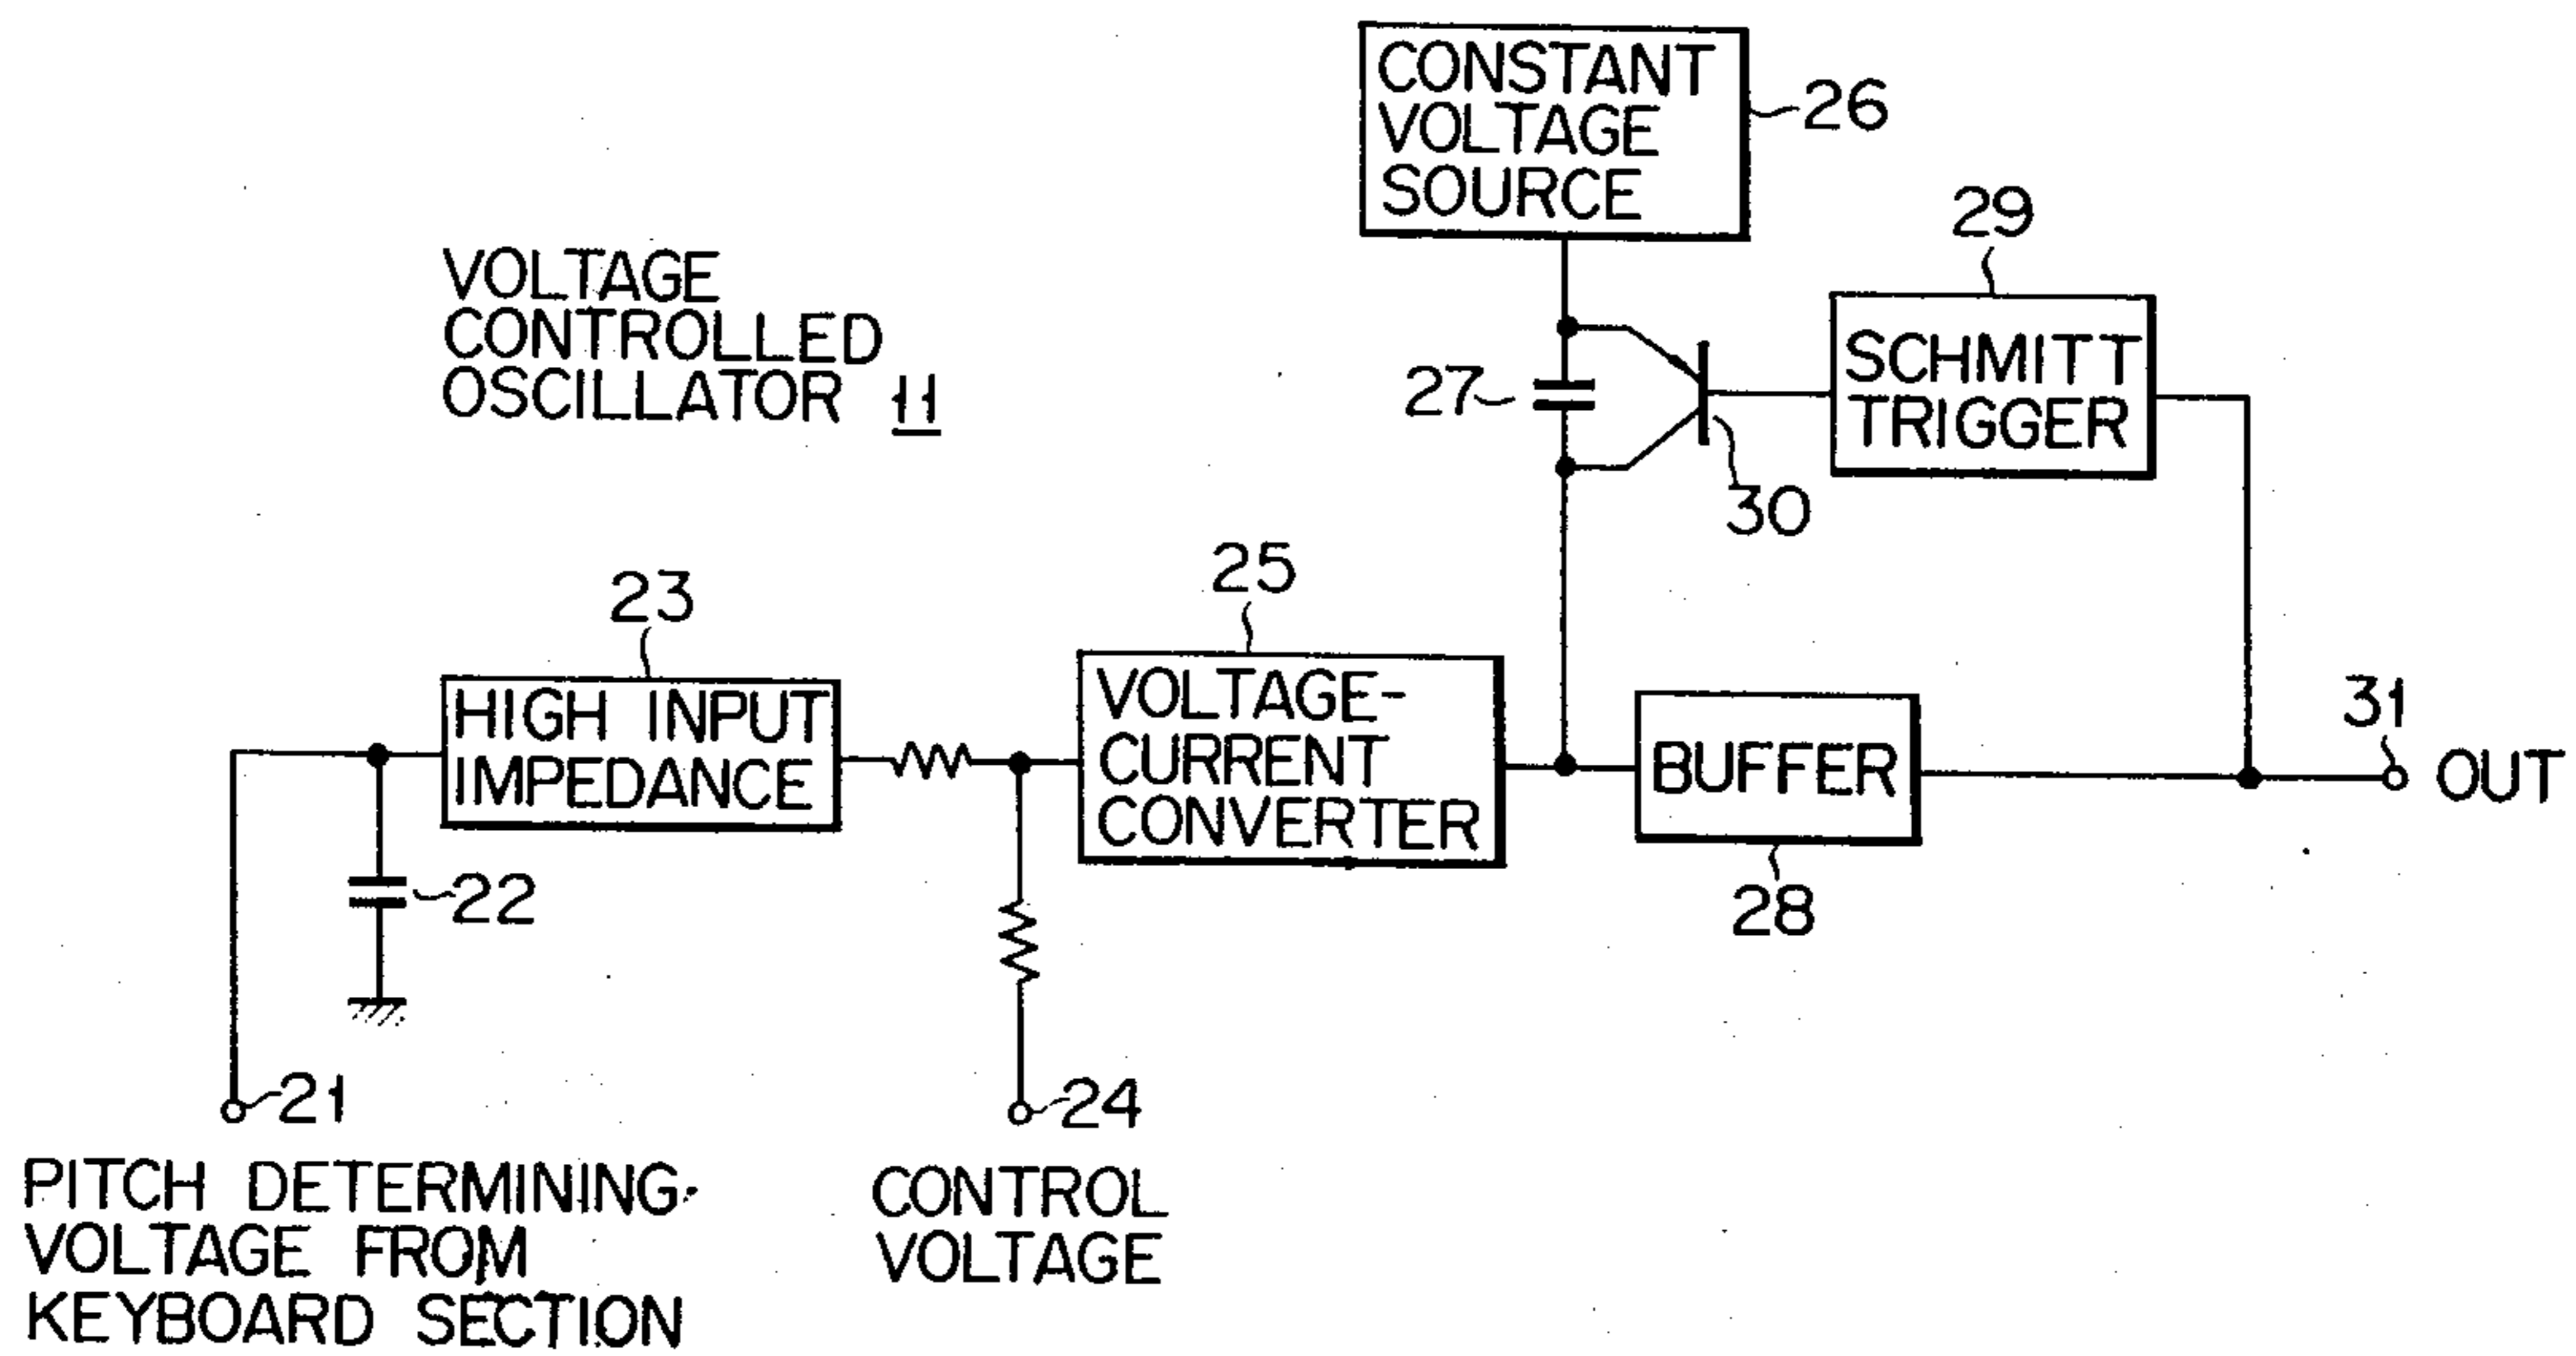 CONSTANT
VOLTAGE
SOURCE
26
29
VOLTAGE
CONTROLLED
OSCILLATOR 11
27
SCHMITT
TRIGGER
30
23
25
HIGH INPUT
IMPEDANCE
VOLTAGE-
CURRENT
CONVERTER
BUFFER
31
OUT
22
28
21
24
PITCH DETERMINING
VOLTAGE FROM
KEYBOARD SECTION
CONTROL
VOLTAGE